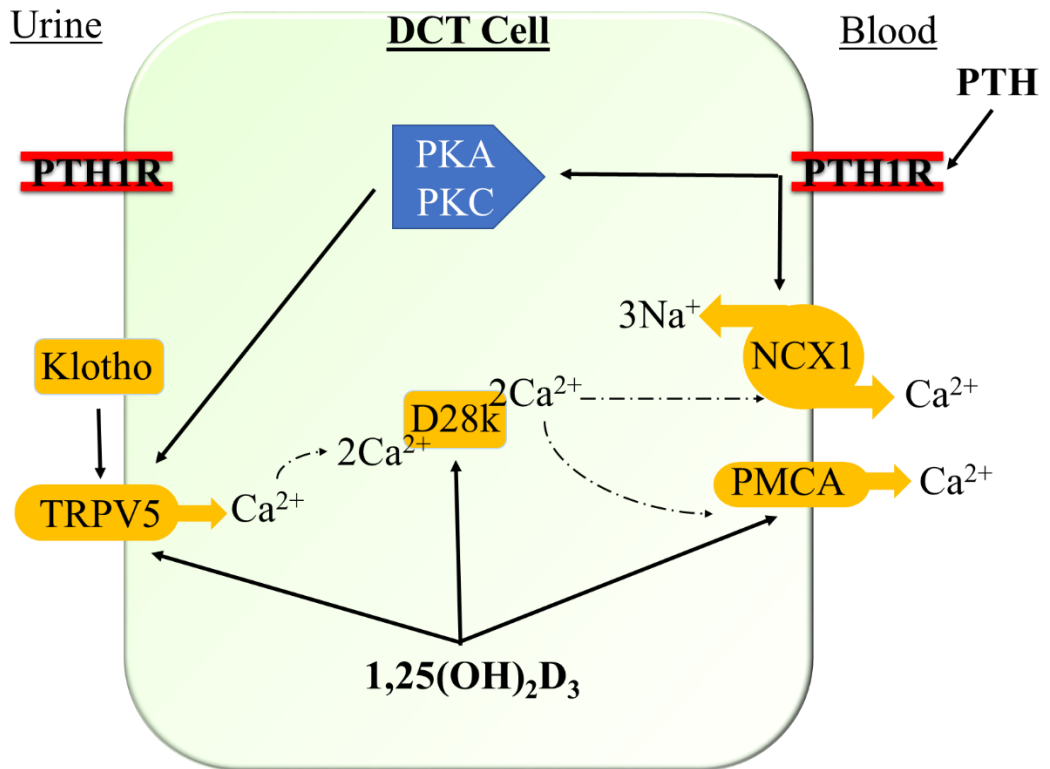 Urine
DCT Cell
Blood
PTH
PTH1R
PKA
PKC
PTH1R
3Na⁺
NCX1
Klotho
Ca²⁺
2Ca²⁺
D28k
2Ca²⁺
PMCA
Ca²⁺
TRPV5
Ca²⁺
1,25(OH)₂D₃